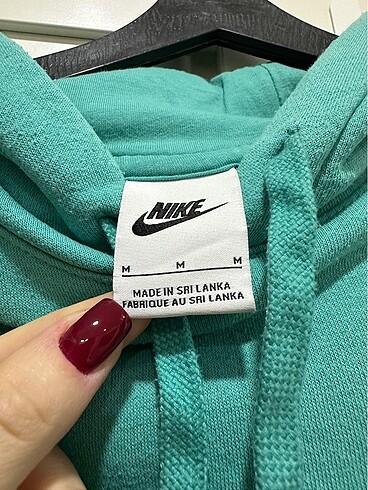 NIKE
M M M
MADE IN SRI LANKA
FABRIQUE AU SRI LANKA